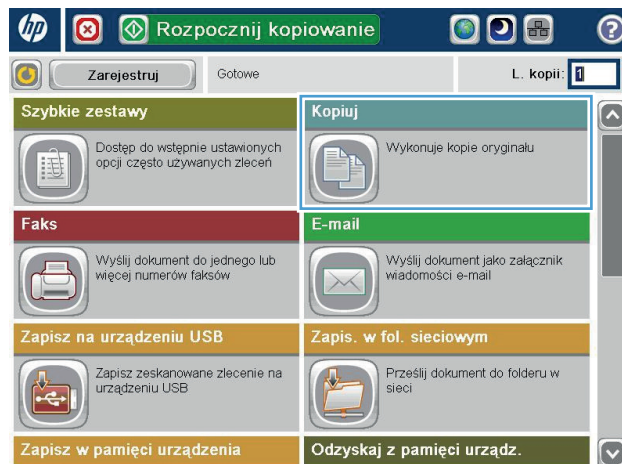 hp
Rozpocznij kopiowanie
?
Zarejestruj
Gotowe
L. kopii:
1
Szybkie zestawy
Dostęp do wstępnie ustawionych
opcji często używanych zleceń
Kopiuj
Wykonuje kopie oryginału
Faks
Wyślij dokument do jednego lub
więcej numerów faksów
E-mail
Wyślij dokument jako załącznik
wiadomości e-mail
Zapisz na urządzeniu USB
Zapisz zeskanowane zlecenie na
urządzeniu USB
Zapis. w fol. sieciowym
Prześlij dokument do folderu w
sieci
Zapisz w pamięci urządzenia
Odzyskaj z pamięci urządz.